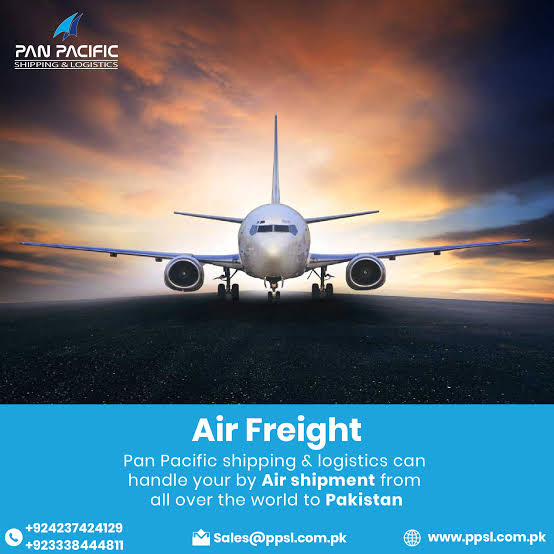 PAN PACIFIC
SHIPPING & LOGISTICS
Air Freight
Pan Pacific shipping & logistics can
handle your by Air shipment from
all over the world to Pakistan
+924237424129
+923338444811
Sales@ppsl.com.pk
www.ppsl.com.pk